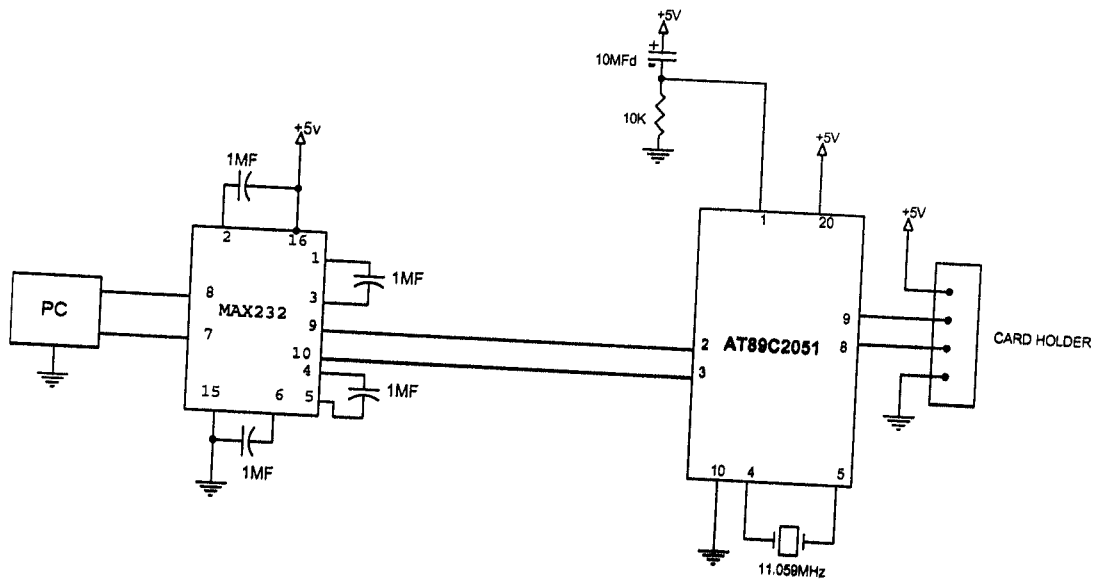 +5V
10MFd
+
-
10K
+5v
1MF
+5V
1
20
2
16
1
1MF
3
+5V
PC
8
7
MAX232
9
10
4
1MF
5
15
6
1MF
2
3
AT89C2051
9
8
CARD HOLDER
10
4
5
11.059MHz